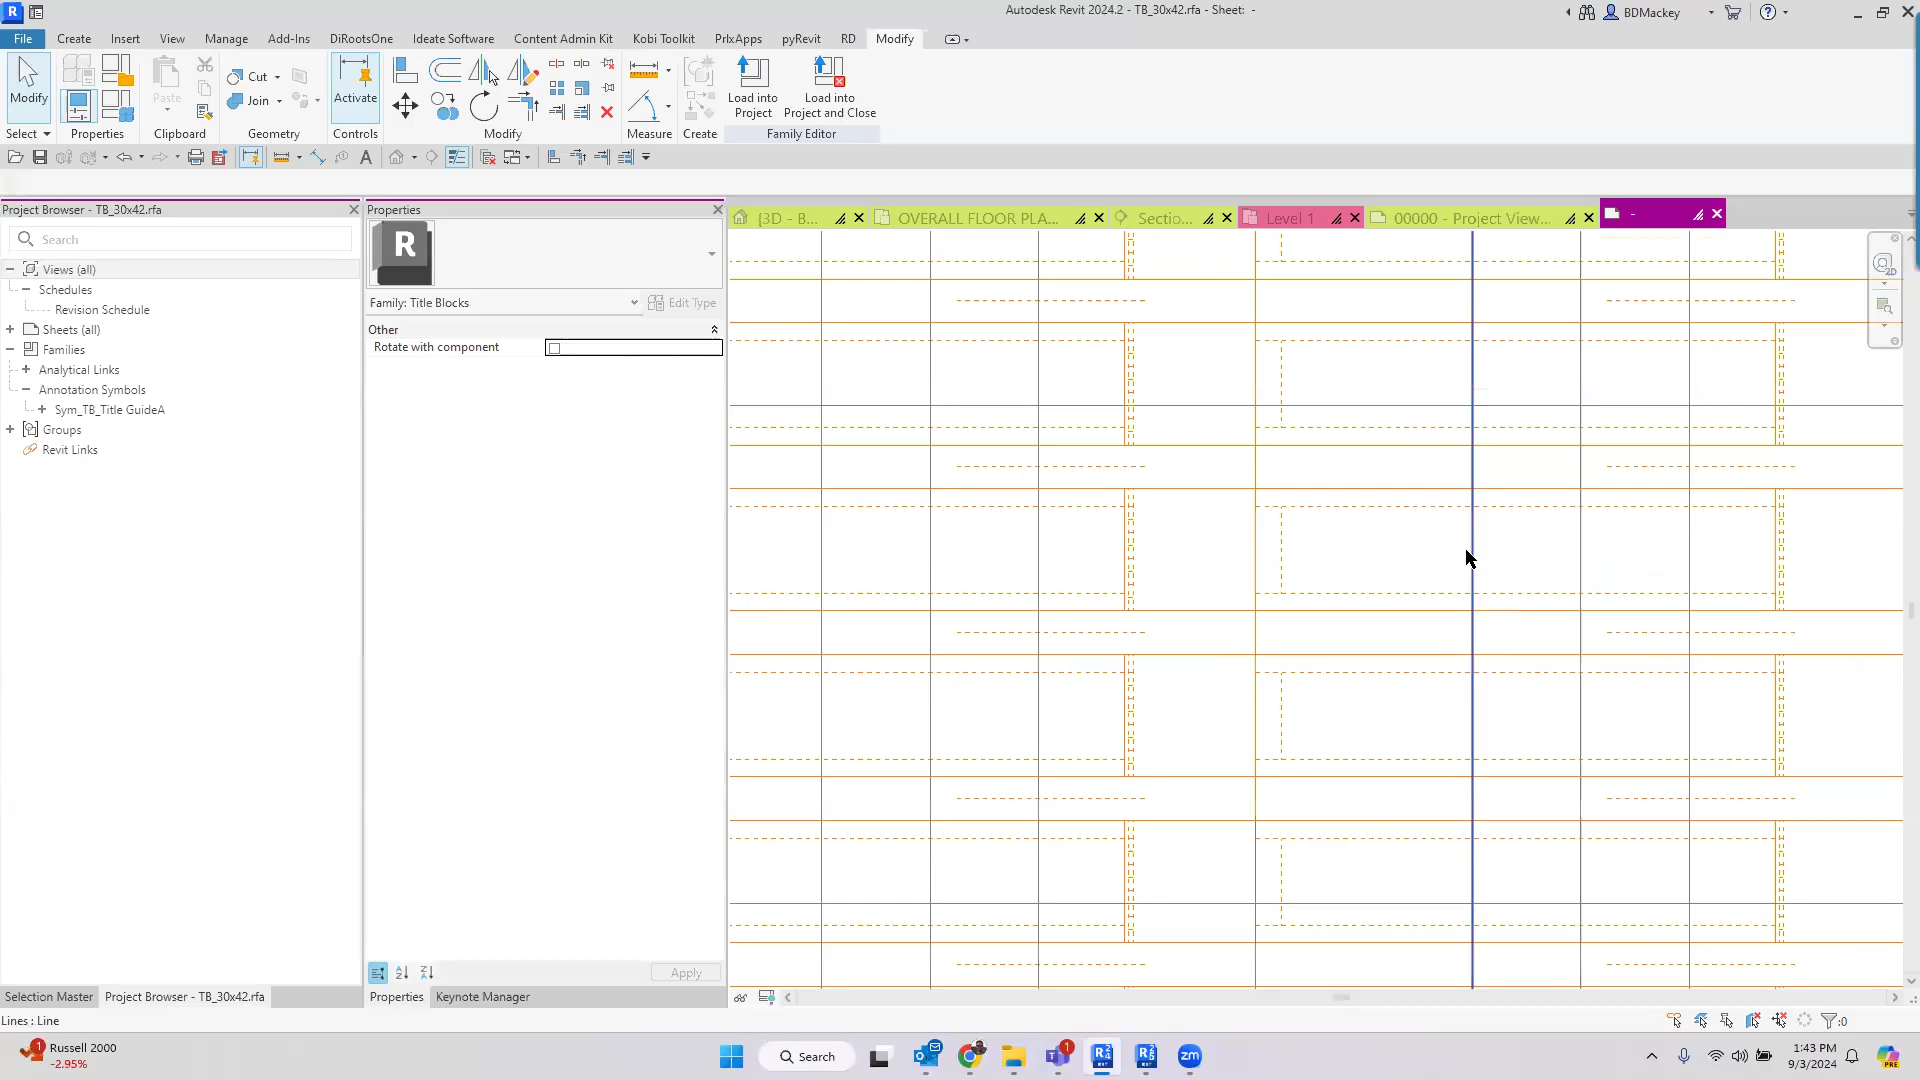 Autodesk Revit 2024.2 - TB_30x42.rfa - Sheet: -
BDMackey
File Create Insert View Manage Add-Ins DiRootsOne Ideate Software Content Admin Kit Kobi Toolkit PrlxApps pyRevit RD Modify
Modify
Paste
Cut
Join
Activate
Load into Project
Load into Project and Close
Select Properties Clipboard Geometry Controls Modify Measure Create Family Editor
Project Browser - TB_30x42.rfa
Properties
{3D - B... OVERALL FLOOR PLA... Sectio... Level 1 00000 - Project View... -
Search
R
Views (all)
Schedules
Revision Schedule
Sheets (all)
Families
Analytical Links
Annotation Symbols
Sym_TB_Title GuideA
Groups
Revit Links
Family: Title Blocks
Edit Type
Other
Rotate with component
2D
Apply
Selection Master Project Browser - TB_30x42.rfa Properties Keynote Manager
Lines : Line
:0
Russell 2000
-2.95%
Search
1:43 PM
9/3/2024